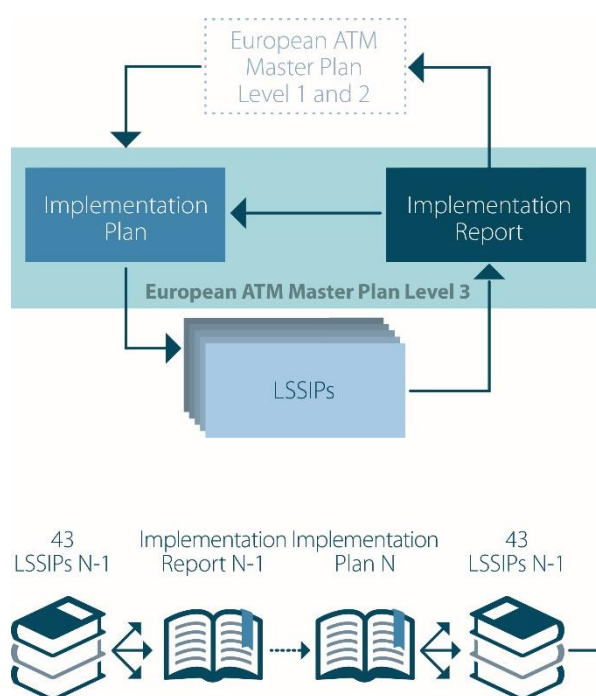 European ATM
Master Plan
Level 1 and 2
Implementation
Plan
Implementation
Report
European ATM Master Plan Level 3
LSSIPs
43
LSSIPs N-1
Implementation
Report N-1
Implementation
Plan N
43
LSSIPs N-1